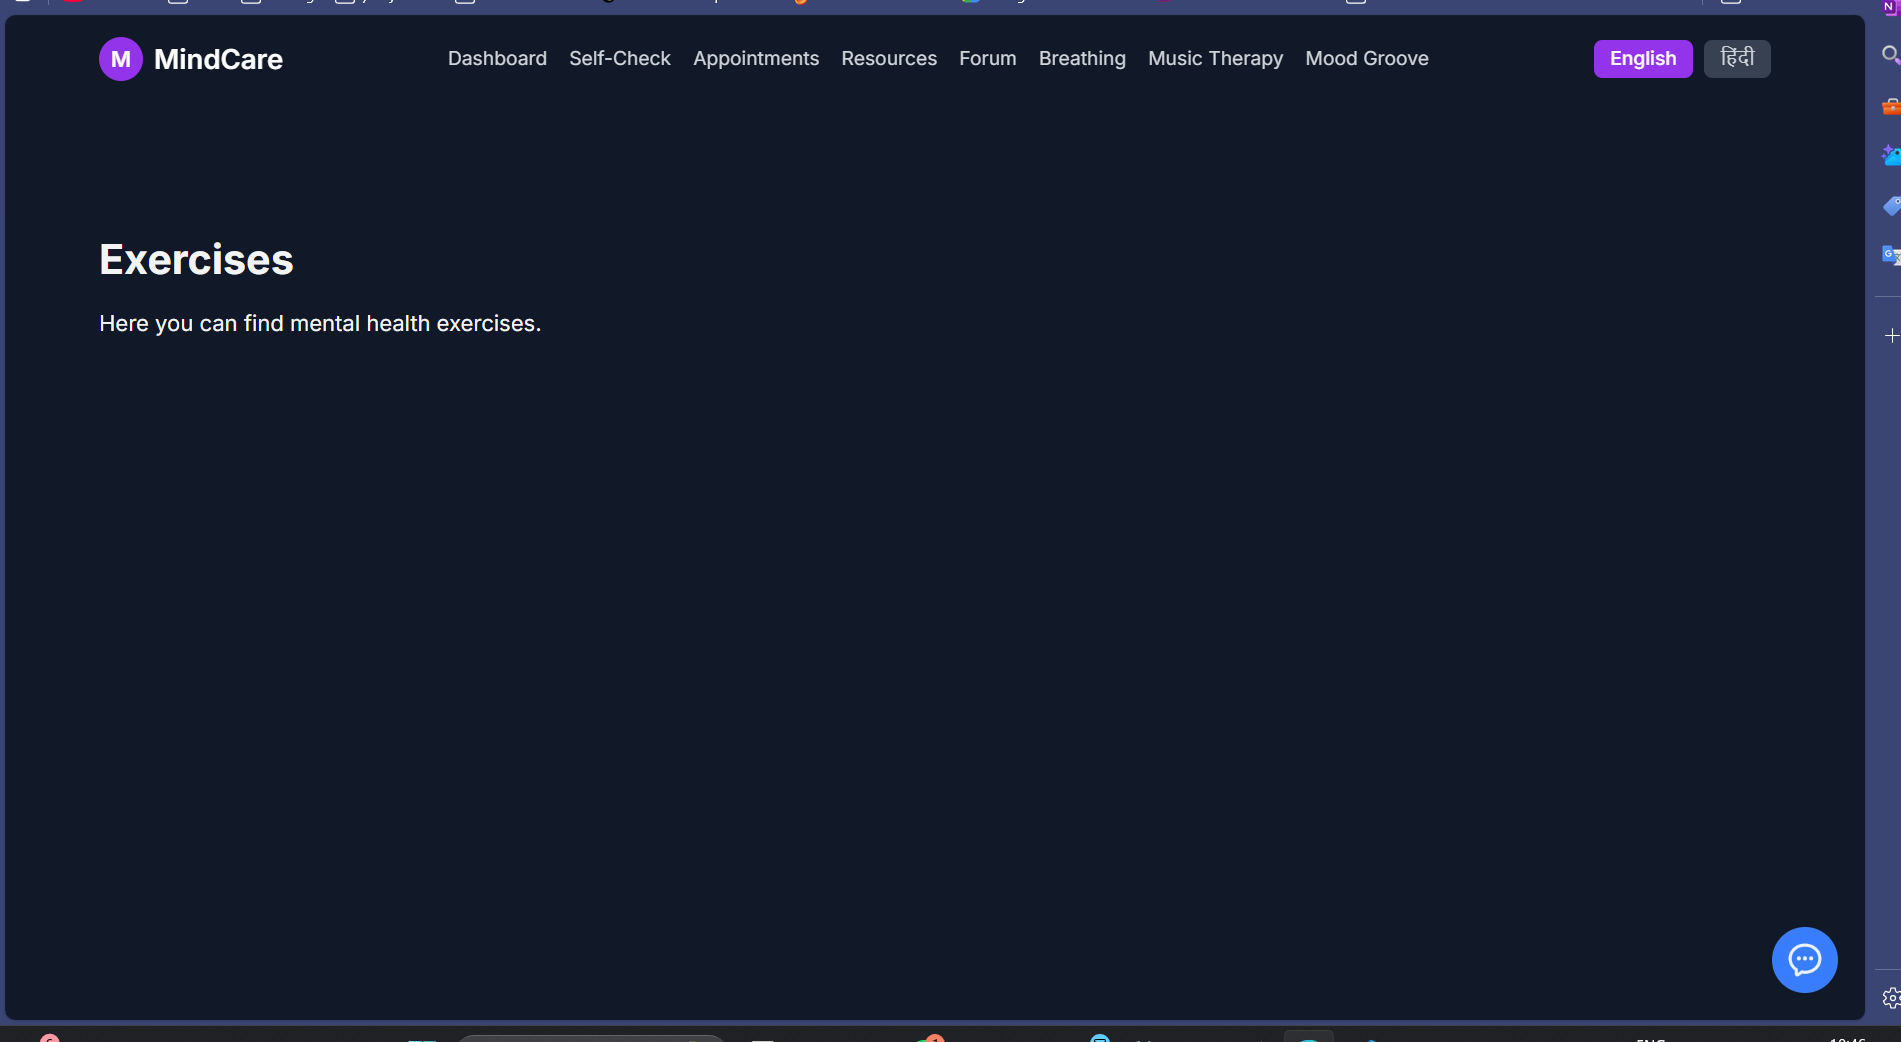 M MindCare Dashboard Self-Check Appointments Resources Forum Breathing Music Therapy Mood Groove English हिंदी
Exercises
Here you can find mental health exercises.